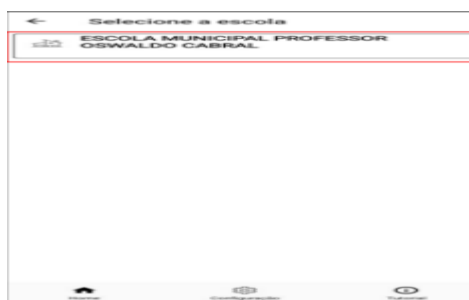 Selecione a escola
ESCOLA MUNICIPAL PROFESSOR
OSWALDO CABRAL
Home
Configuração
Tutorial